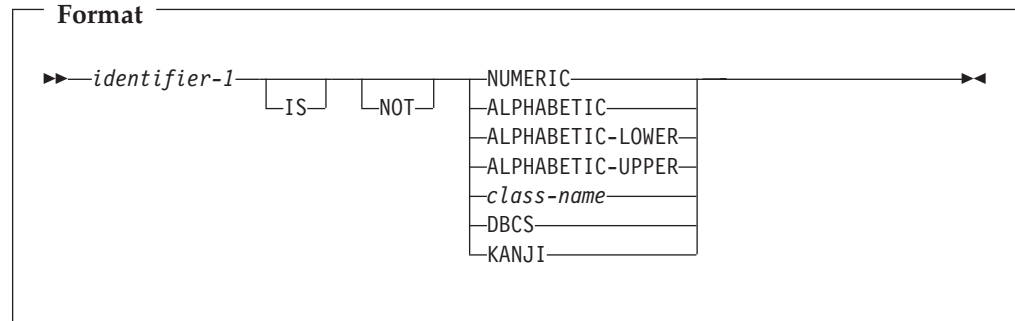 Format
identifier-1 IS NOT NUMERIC
ALPHABETIC
ALPHABETIC-LOWER
ALPHABETIC-UPPER
class-name
DBCS
KANJI